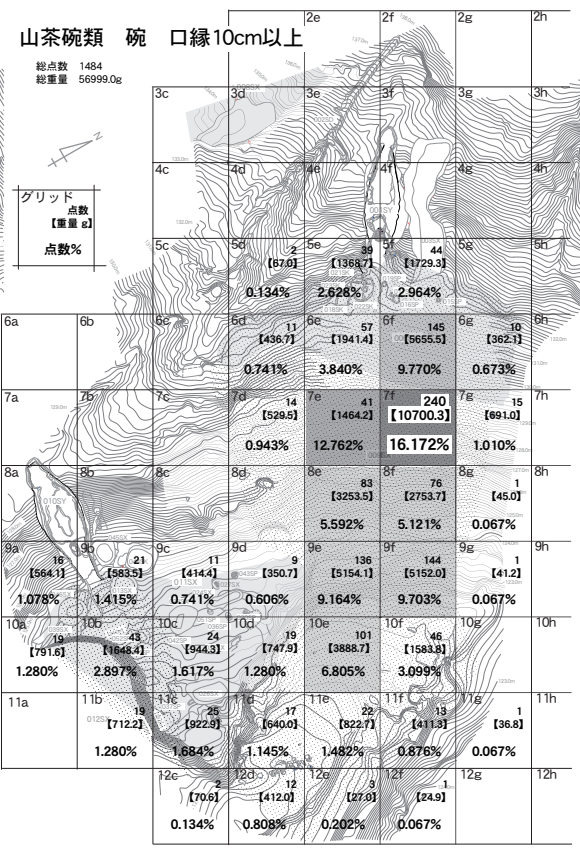 山茶碗類 碗 口縁10cm以上
総点数 1484
総重量 56999.0g
N
グリッド
点数
【重量 g】
点数%
2e 2f 2g 2h
3c 3d 3e 3f 3g 3h
002SD
4c 4d 4e 4f 4g 4h
001SY
5c 5d 5e 5f 5g 5h
2 39 44
【67.0】 【1368.7】 【1729.3】
0.134% 2.628% 2.964%
6a 6b 6c 6d 6e 6f 6g 6h
11 57 145 10
【436.7】 【1941.4】 【5655.5】 【362.1】
0.741% 3.840% 9.770% 0.673%
7a 7b 7c 7d 7e 7f 7g 7h
14 41 240 15
【529.5】 【1464.2】 【10700.3】 【691.0】
0.943% 12.762% 16.172% 1.010%
8a 8b 8c 8d 8e 8f 8g 8h
010SY
83 76 1
【3253.5】 【2753.7】 【45.0】
5.592% 5.121% 0.067%
9a 9b 9c 9d 9e 9f 9g 9h
16 21 11 9 136 144 1
【564.1】 【583.5】 【414.4】 【350.7】 【5154.1】 【5152.0】 【41.2】
011SX 043SP
1.078% 1.415% 0.741% 0.606% 9.164% 9.703% 0.067%
10a 10b 10c 10d 10e 10f 10g 10h
19 43 24 19 101 46
【791.6】 【1648.4】 【944.3】 【747.9】 【3888.7】 【1583.8】
1.280% 2.897% 1.617% 1.280% 6.805% 3.099%
11a 11b 11c 11d 11e 11f 11g 11h
19 25 17 22 13 1
012SX
【712.2】 【922.9】 【640.0】 【822.7】 【411.3】 【36.8】
1.280% 1.684% 1.145% 1.482% 0.876% 0.067%
12c 12d 12e 12f 12g 12h
2 12 3 1
【70.6】 【412.0】 【27.0】 【24.9】
0.134% 0.808% 0.202% 0.067%